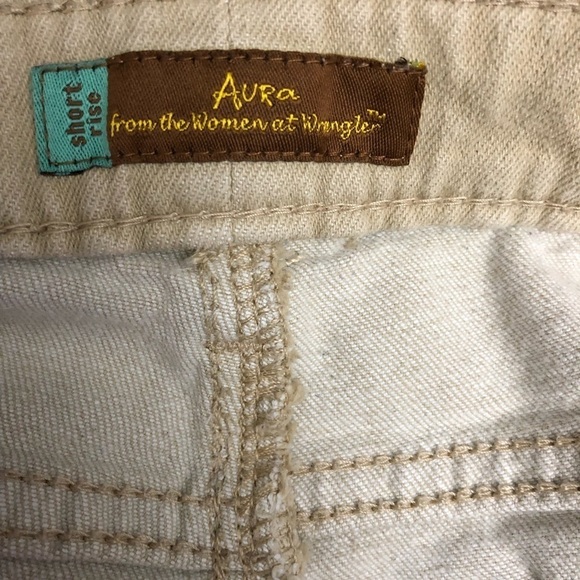 short
rise
AURA
from the Women at Wrangler™